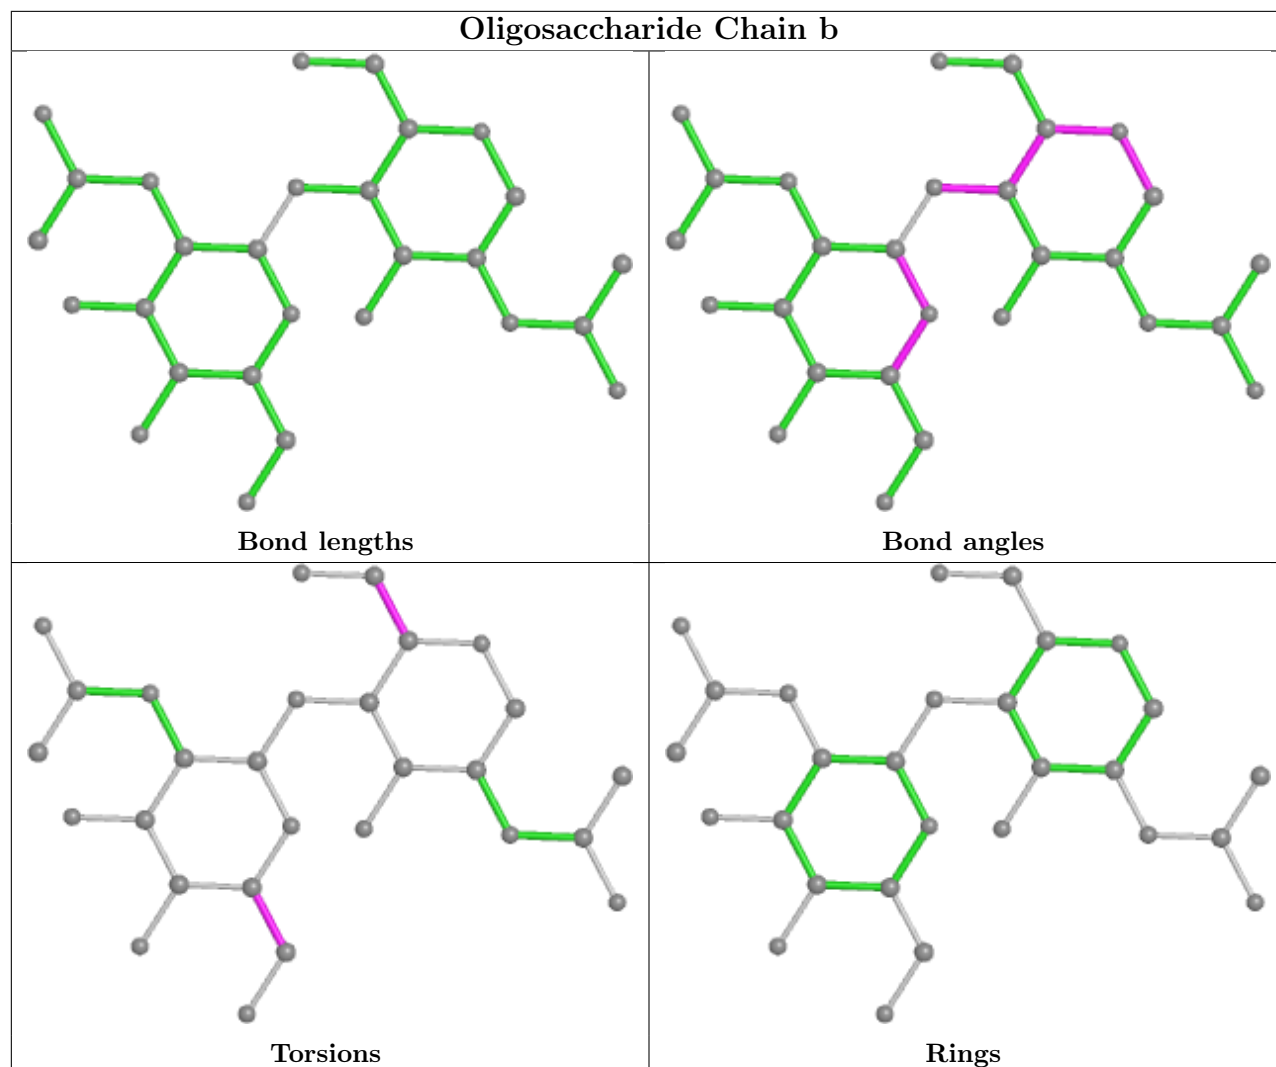 Oligosaccharide Chain b
Bond lengths
Bond angles
Torsions
Rings